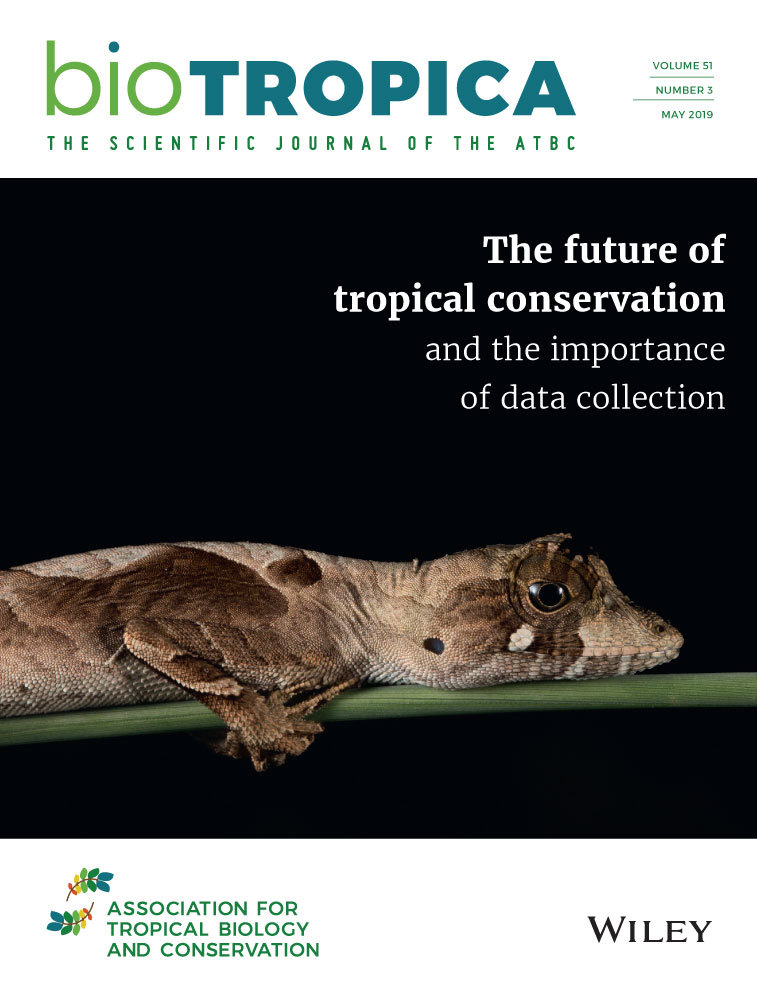 bioTROPICA
THE SCIENTIFIC JOURNAL OF THE ATBC
VOLUME 51
NUMBER 3
MAY 2019
The future of
tropical conservation
and the importance
of data collection
ASSOCIATION FOR
TROPICAL BIOLOGY
AND CONSERVATION
WILEY